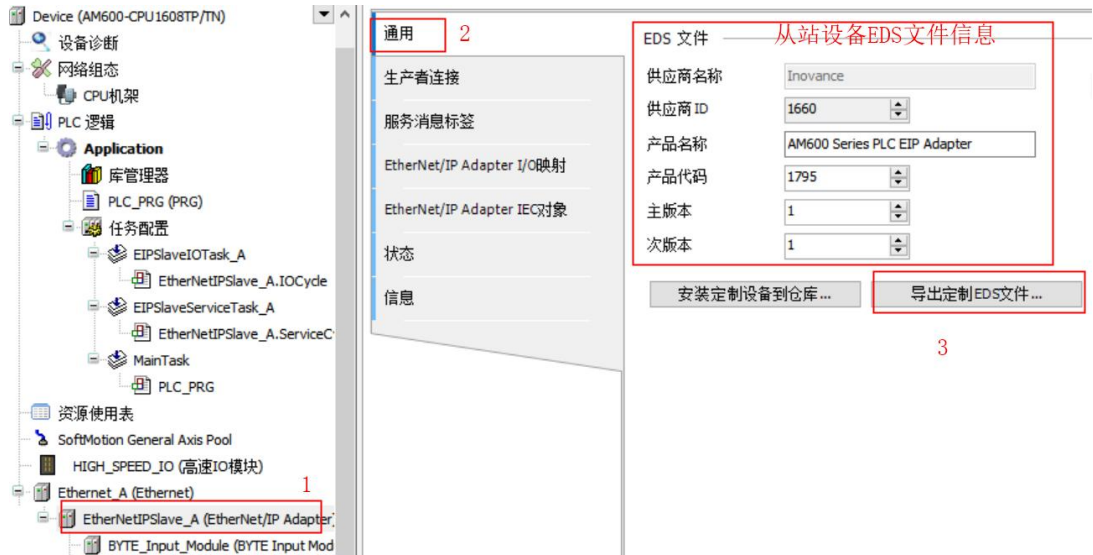 Device (AM600-CPU1608TP/TN)
设备诊断
网络组态
CPU机架
PLC 逻辑
Application
库管理器
PLC_PRG (PRG)
任务配置
EIPSlaveIOTask_A
EtherNetIPSlave_A.IOCycle
EIPSlaveServiceTask_A
EtherNetIPSlave_A.ServiceC
MainTask
PLC_PRG
资源使用表
SoftMotion General Axis Pool
HIGH_SPEED_IO (高速IO模块)
Ethernet_A (Ethernet)
1
EtherNetIPSlave_A (EtherNet/IP Adapter)
BYTE_Input_Module (BYTE Input Mod
通用
2
生产者连接
服务消息标签
EtherNet/IP Adapter I/O映射
EtherNet/IP Adapter IEC对象
状态
信息
EDS 文件
从站设备EDS文件信息
供应商名称 Inovance
供应商ID 1660
产品名称 AM600 Series PLC EIP Adapter
产品代码 1795
主版本 1
次版本 1
安装定制设备到仓库... 导出定制EDS文件...
3